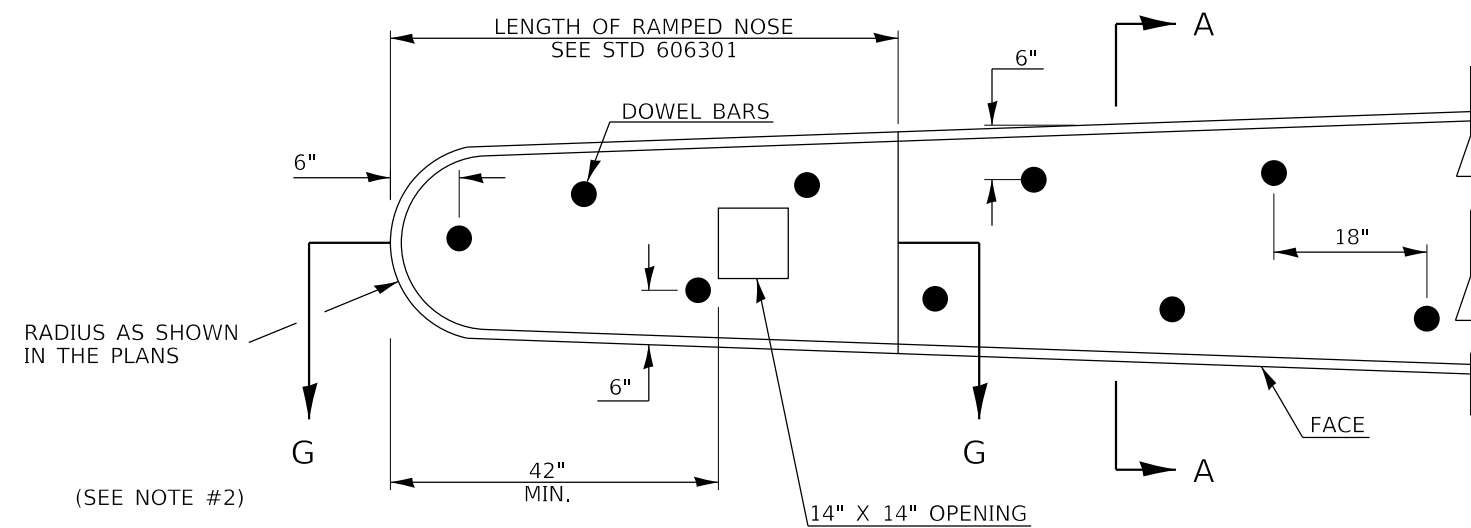 LENGTH OF RAMPED NOSE
SEE STD 606301
A
6"
DOWEL BARS
6"
18"
RADIUS AS SHOWN
IN THE PLANS
6"
FACE
G
G
42"
MIN.
A
(SEE NOTE #2)
14" X 14" OPENING